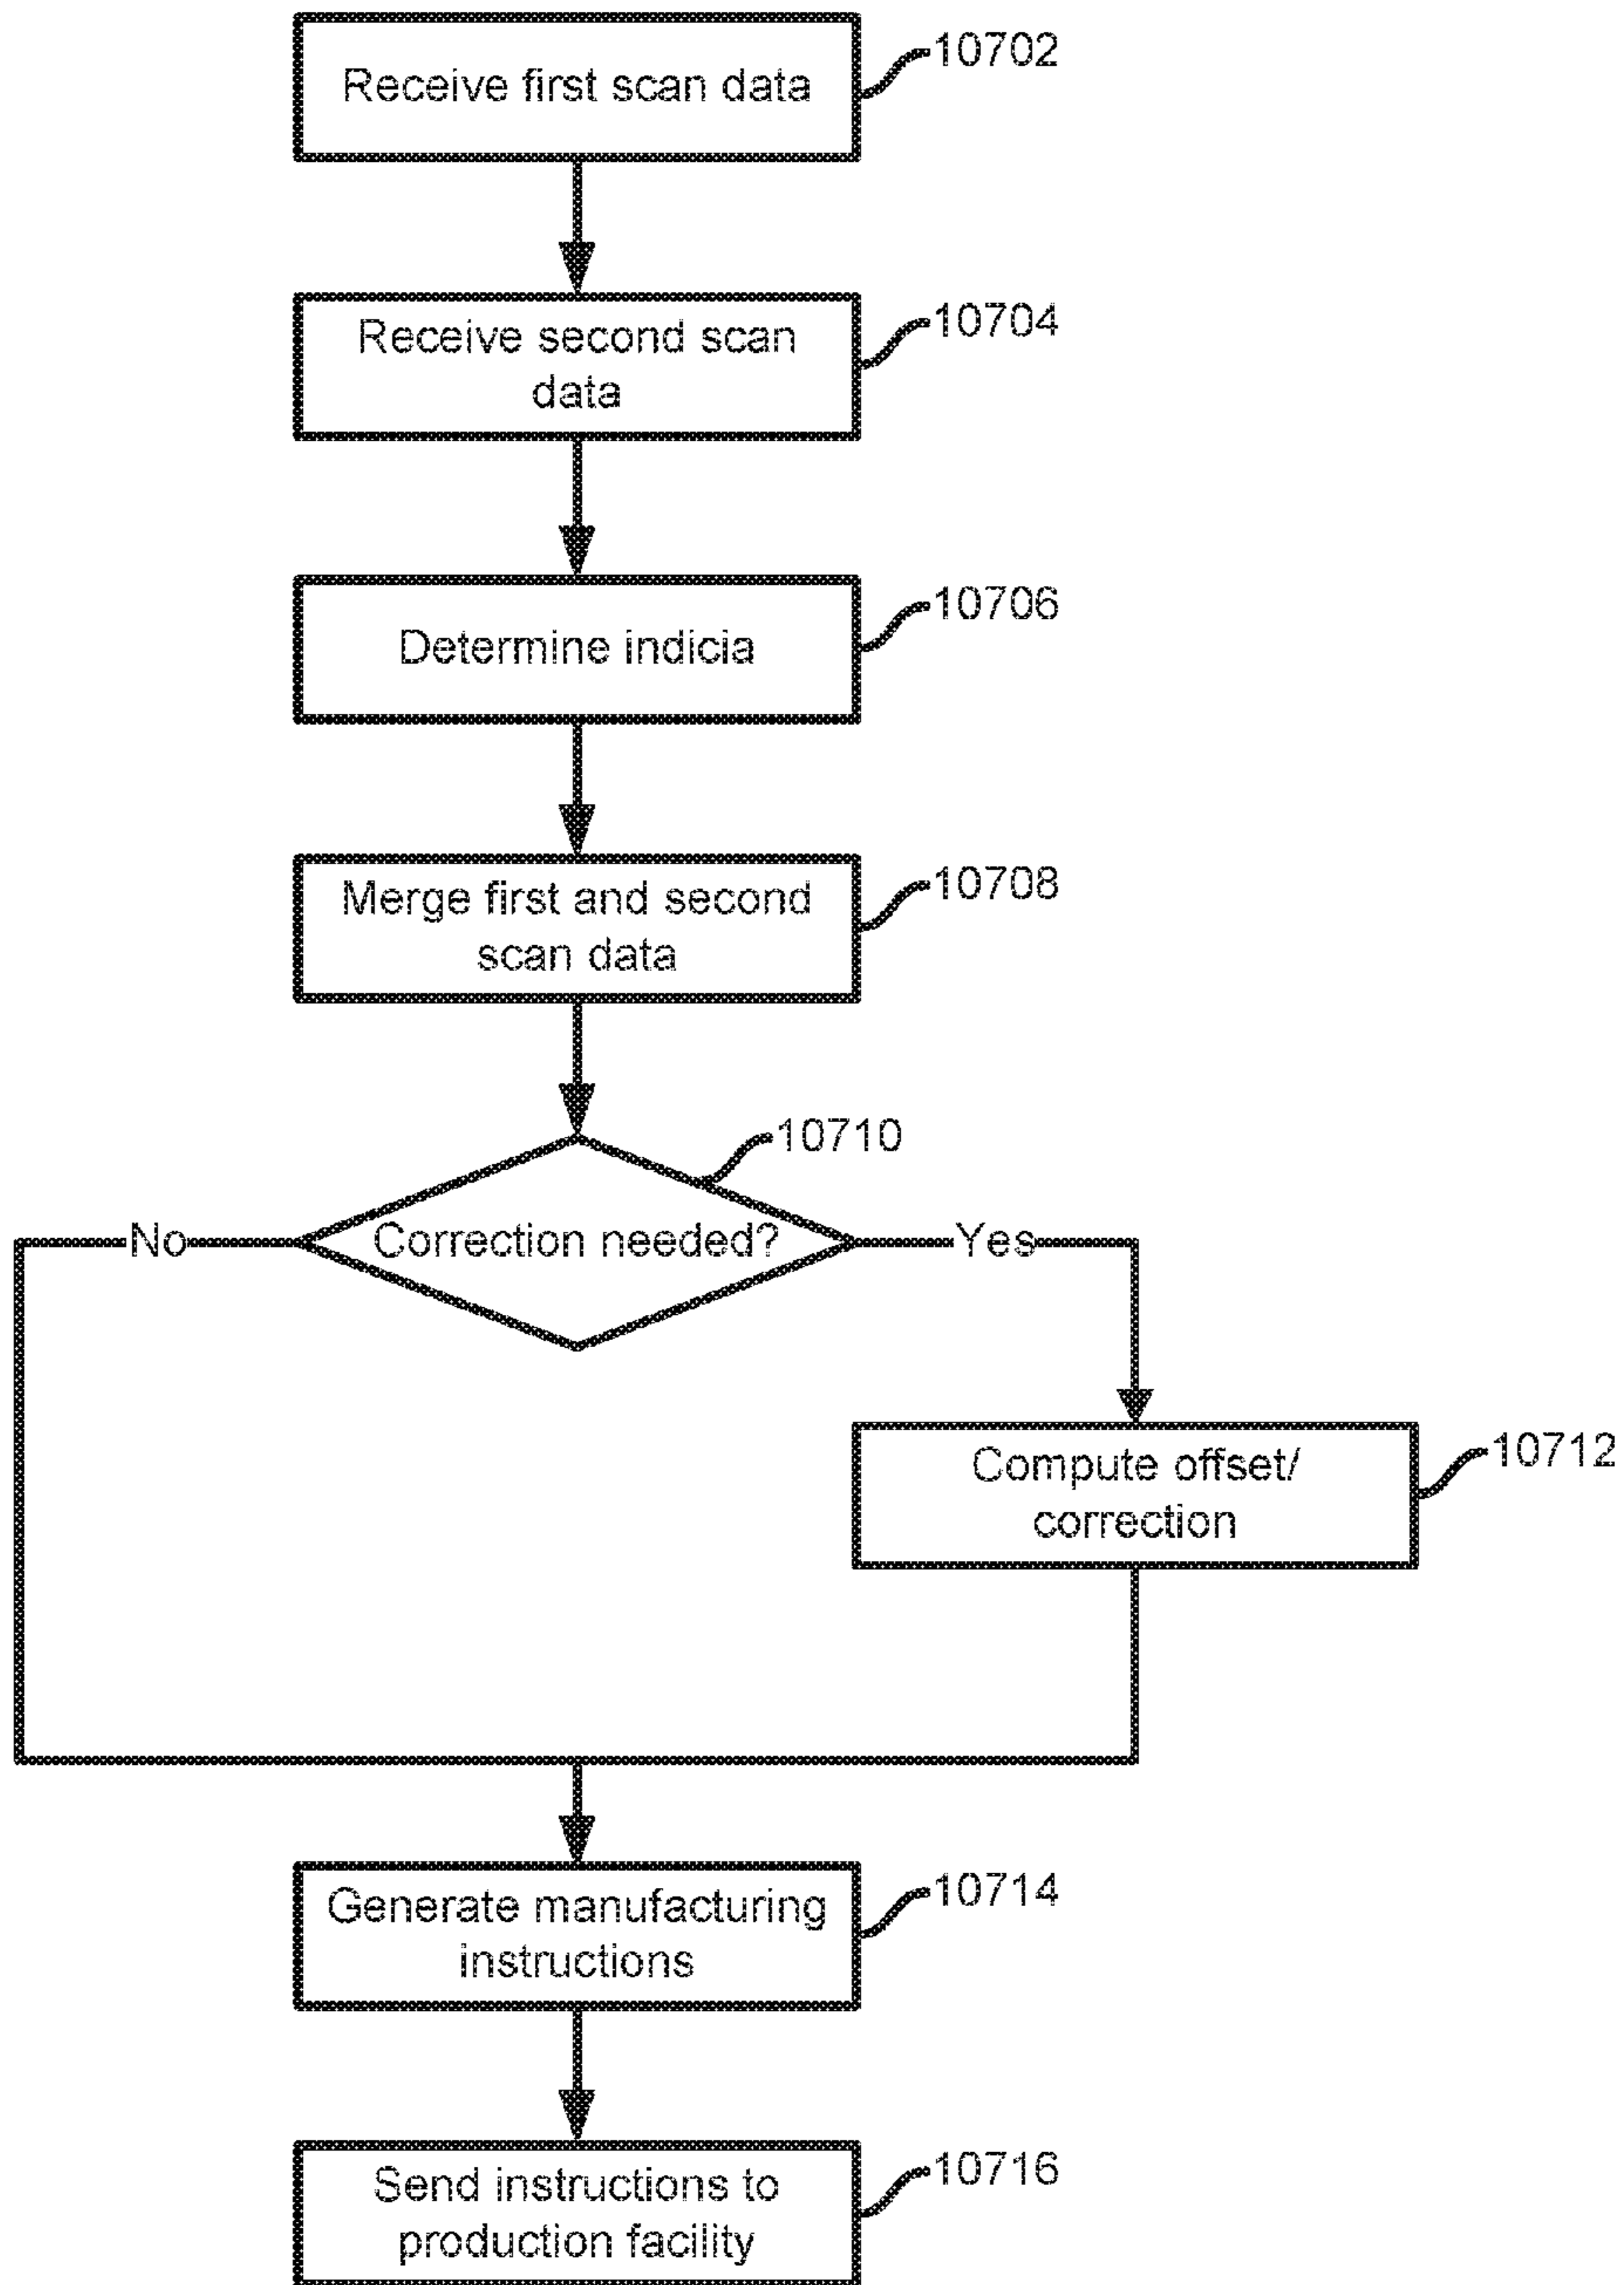 Receive first scan data
10702
Receive second scan
data
10704
Determine indicia
10706
Merge first and second
scan data
10708
10710
No
Correction needed?
Yes
Compute offset/
correction
10712
Generate manufacturing
instructions
10714
Send instructions to
production facility
10716